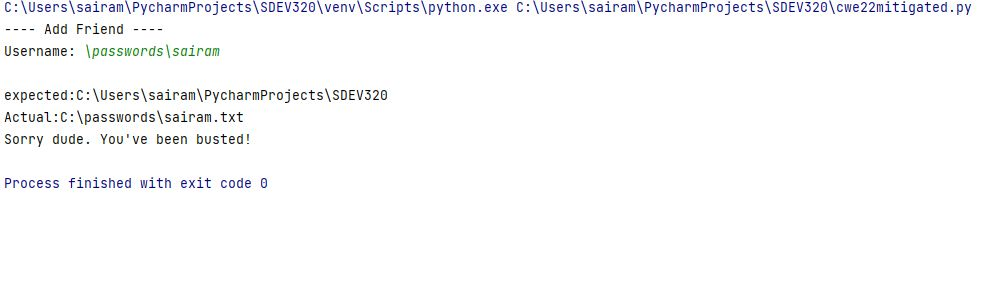 C:\Users\sairam\PycharmProjects\SDEV320\venv\Scripts\python.exe C:\Users\sairam\PycharmProjects\SDEV320\cwe22mitigated.py
---- Add Friend ----
Username: \passwords\sairam
expected:C:\Users\sairam\PycharmProjects\SDEV320
Actual:C:\passwords\sairam.txt
Sorry dude. You've been busted!
Process finished with exit code 0